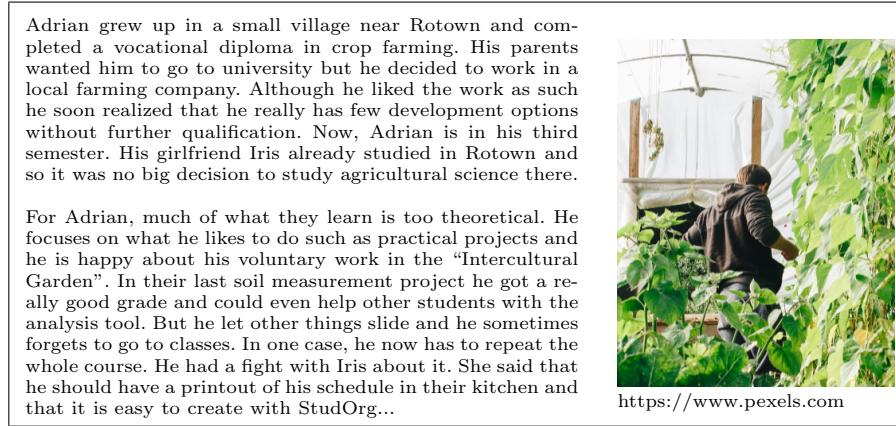 Adrian grew up in a small village near Rotown and com-
pleted a vocational diploma in crop farming. His parents
wanted him to go to university but he decided to work in a
local farming company. Although he liked the work as such
he soon realized that he really has few development options
without further qualification. Now, Adrian is in his third
semester. His girlfriend Iris already studied in Rotown and
so it was no big decision to study agricultural science there.
For Adrian, much of what they learn is too theoretical. He
focuses on what he likes to do such as practical projects and
he is happy about his voluntary work in the “Intercultural
Garden”. In their last soil measurement project he got a re-
ally good grade and could even help other students with the
analysis tool. But he let other things slide and he sometimes
forgets to go to classes. In one case, he now has to repeat the
whole course. He had a fight with Iris about it. She said that
he should have a printout of his schedule in their kitchen and
that it is easy to create with StudOrg...
https://www.pexels.com